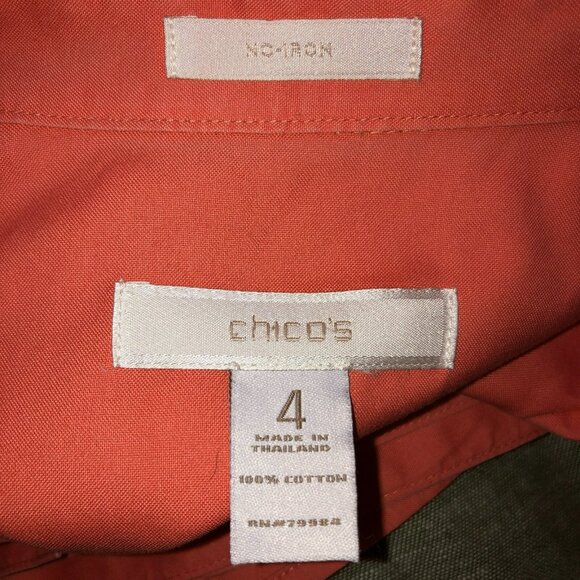 NO-IRON
chico's
4
MADE IN
THAILAND
100% COTTON
RN#79984